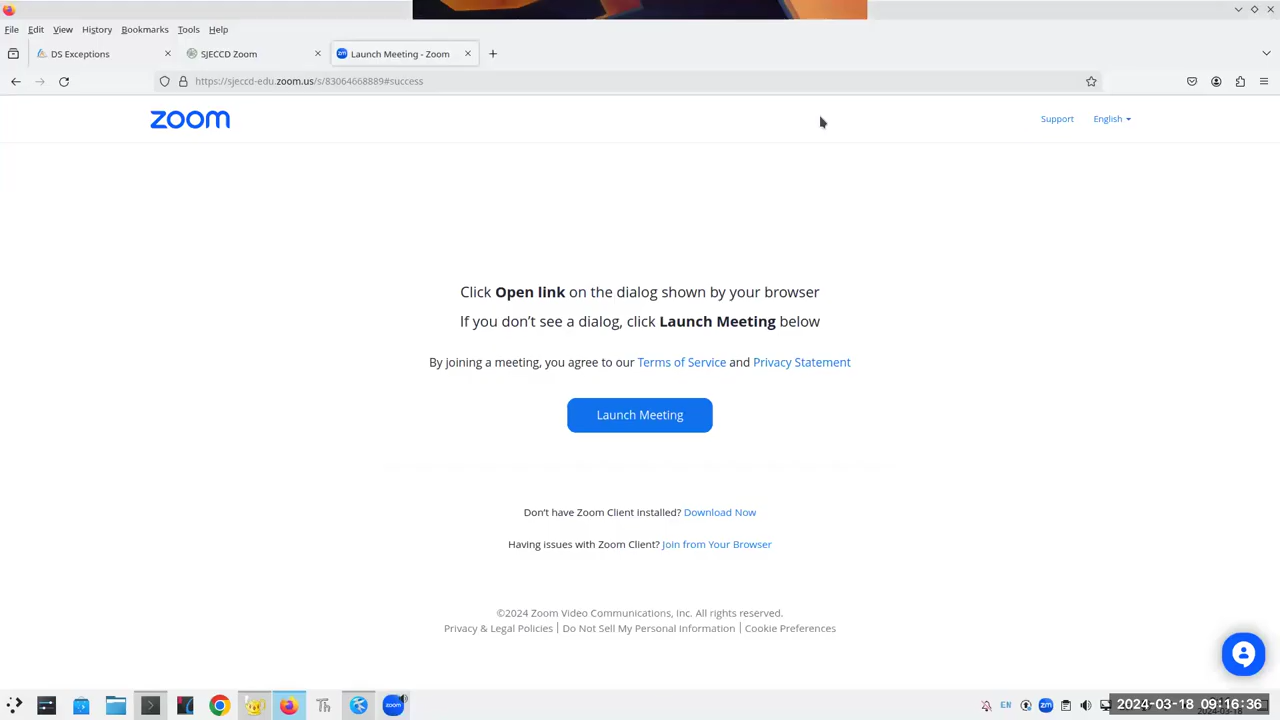 File Edit View History Bookmarks Tools Help
DS Exceptions
SJECCD Zoom
zm Launch Meeting - Zoom
https://sjeccd-edu.zoom.us/s/83064668889#success
zoom
Support English
Click Open link on the dialog shown by your browser
If you don’t see a dialog, click Launch Meeting below
By joining a meeting, you agree to our Terms of Service and Privacy Statement
Launch Meeting
Don’t have Zoom Client installed? Download Now
Having issues with Zoom Client? Join from Your Browser
©2024 Zoom Video Communications, Inc. All rights reserved.
Privacy & Legal Policies | Do Not Sell My Personal Information | Cookie Preferences
Th
zoom
EN
zm
2024-03-18 09:16:36